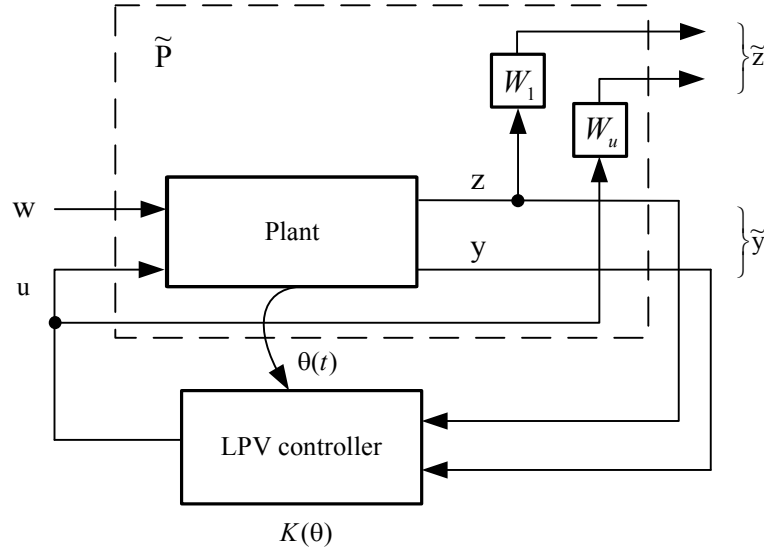 P̃
W₁
} z̃
Wᵤ
z
w
Plant
} ỹ
y
u
θ(t)
LPV controller
K(θ)